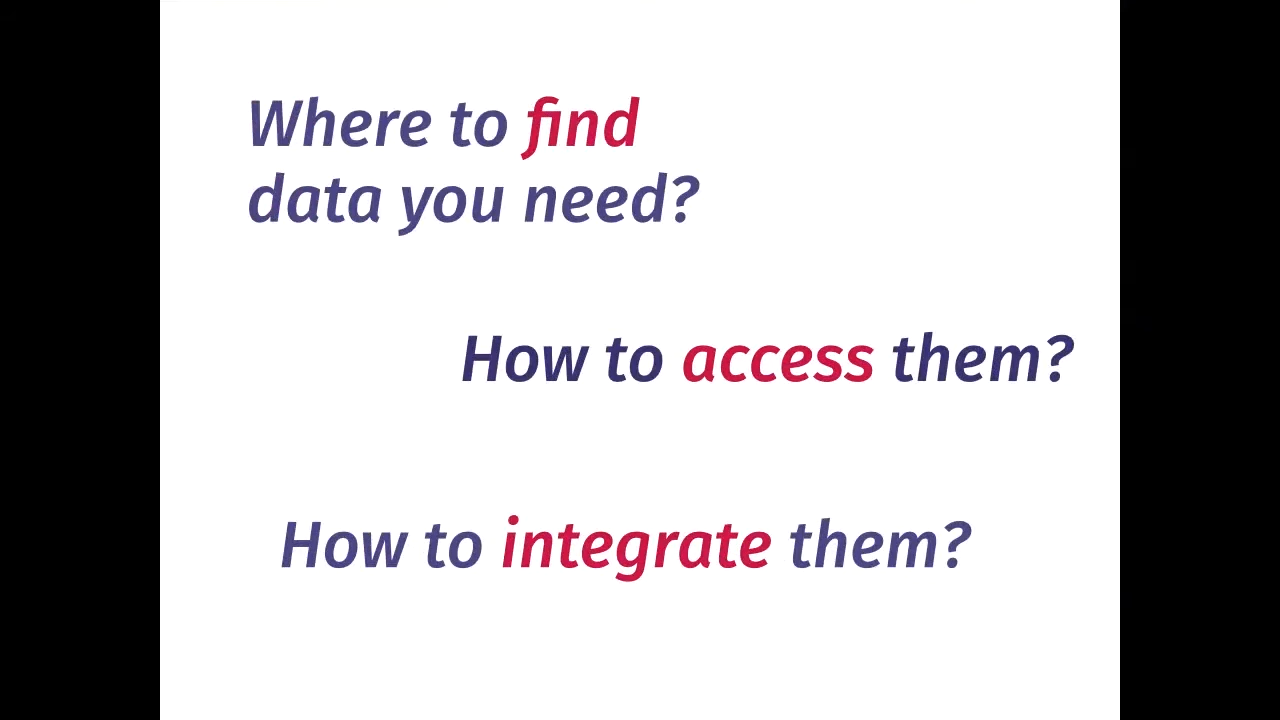 Where to find
data you need?
How to access them?
How to integrate them?